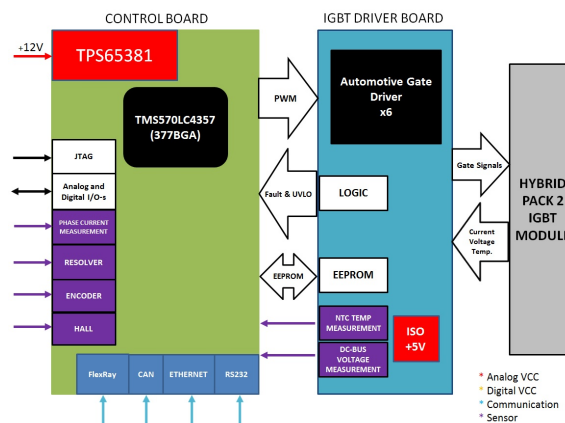 CONTROL BOARD
IGBT DRIVER BOARD
+12V
TPS65381
TMS570LC4357
(377BGA)
JTAG
Analog and
Digital I/O-s
PHASE CURRENT
MEASUREMENT
RESOLVER
ENCODER
HALL
FlexRay
CAN
ETHERNET
RS232
PWM
Fault & UVLO
EEPROM
Automotive Gate
Driver
x6
LOGIC
EEPROM
NTC TEMP
MEASUREMENT
DC-BUS
VOLTAGE
MEASUREMENT
ISO
+5V
Gate Signals
Current
Voltage
Temp.
HYBRID
PACK 2
IGBT
MODULE
* Analog VCC
* Digital VCC
* Communication
* Sensor